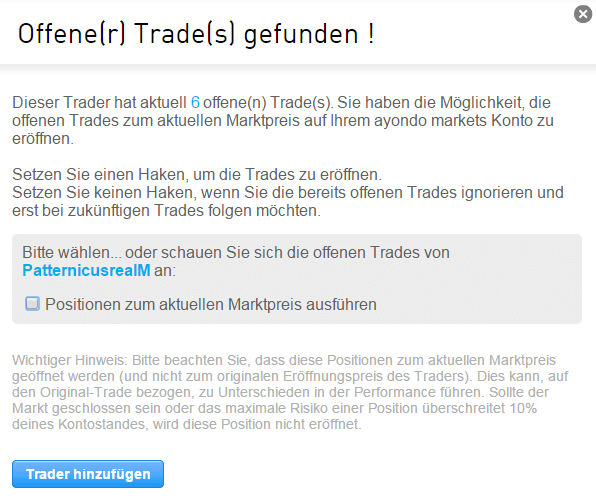 Offene(r) Trade(s) gefunden !
Dieser Trader hat aktuell 6 offene(n) Trade(s). Sie haben die Möglichkeit, die
offenen Trades zum aktuellen Marktpreis auf Ihrem ayondo markets Konto zu
eröffnen.
Setzen Sie einen Haken, um die Trades zu eröffnen.
Setzen Sie keinen Haken, wenn Sie die bereits offenen Trades ignorieren und
erst bei zukünftigen Trades folgen möchten.
Bitte wählen... oder schauen Sie sich die offenen Trades von
PatternicusrealM an:
Positionen zum aktuellen Marktpreis ausführen
Wichtiger Hinweis: Bitte beachten Sie, dass diese Positionen zum aktuellen Marktpreis
geöffnet werden (und nicht zum originalen Eröffnungspreis des Traders). Dies kann, auf
den Original-Trade bezogen, zu Unterschieden in der Performance führen. Sollte der
Markt geschlossen sein oder das maximale Risiko einer Position überschreitet 10%
deines Kontostandes, wird diese Position nicht eröffnet.
Trader hinzufügen